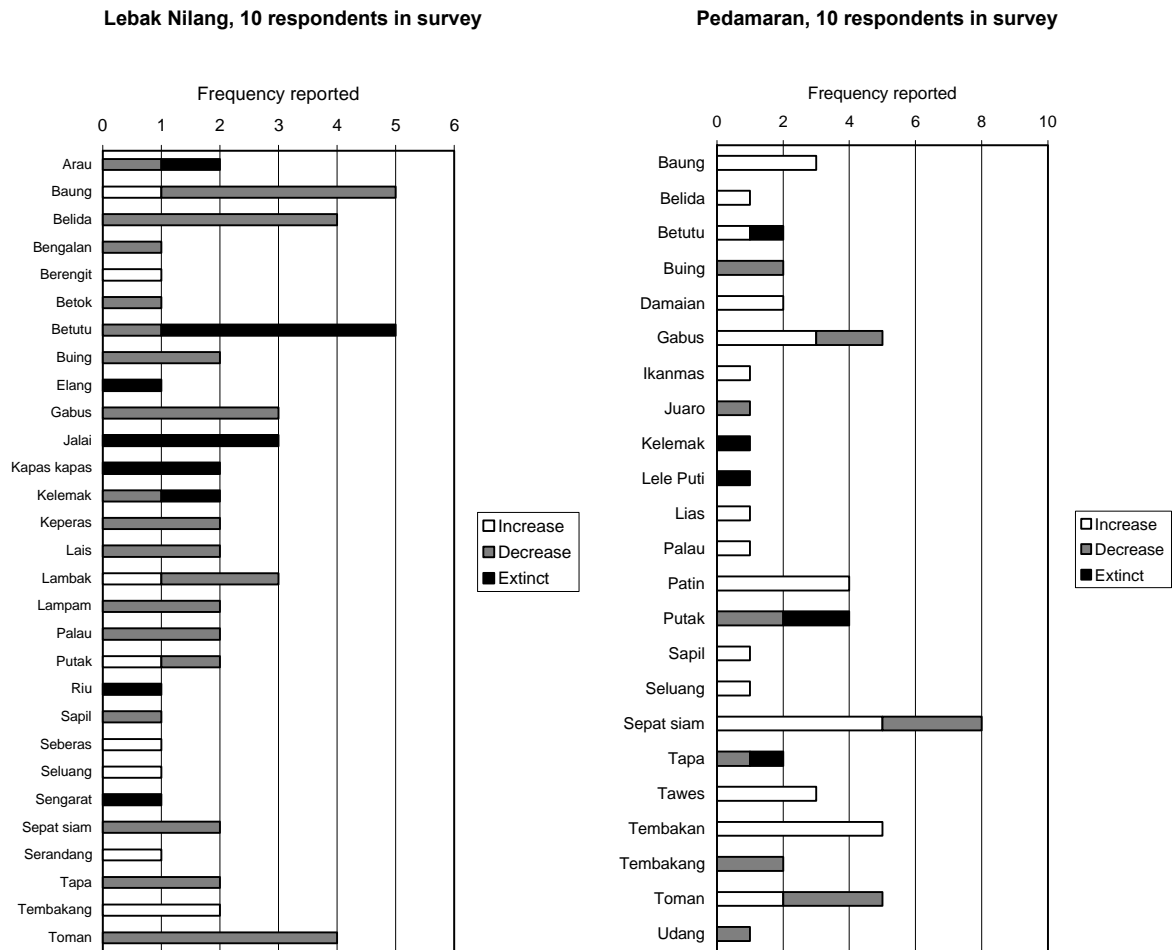 Lebak Nilang, 10 respondents in survey
Frequency reported
0 1 2 3 4 5 6
Arau
Baung
Belida
Bengalan
Berengit
Betok
Betutu
Buing
Elang
Gabus
Jalai
Kapas kapas
Kelemak
Keperas
Lais
Lambak
Lampam
Palau
Putak
Riu
Sapil
Seberas
Seluang
Sengarat
Sepat siam
Serandang
Tapa
Tembakang
Toman
Increase
Decrease
Extinct
Pedamaran, 10 respondents in survey
Frequency reported
0 2 4 6 8 10
Baung
Belida
Betutu
Buing
Damaian
Gabus
Ikanmas
Juaro
Kelemak
Lele Puti
Lias
Palau
Patin
Putak
Sapil
Seluang
Sepat siam
Tapa
Tawes
Tembakan
Tembakang
Toman
Udang
Increase
Decrease
Extinct